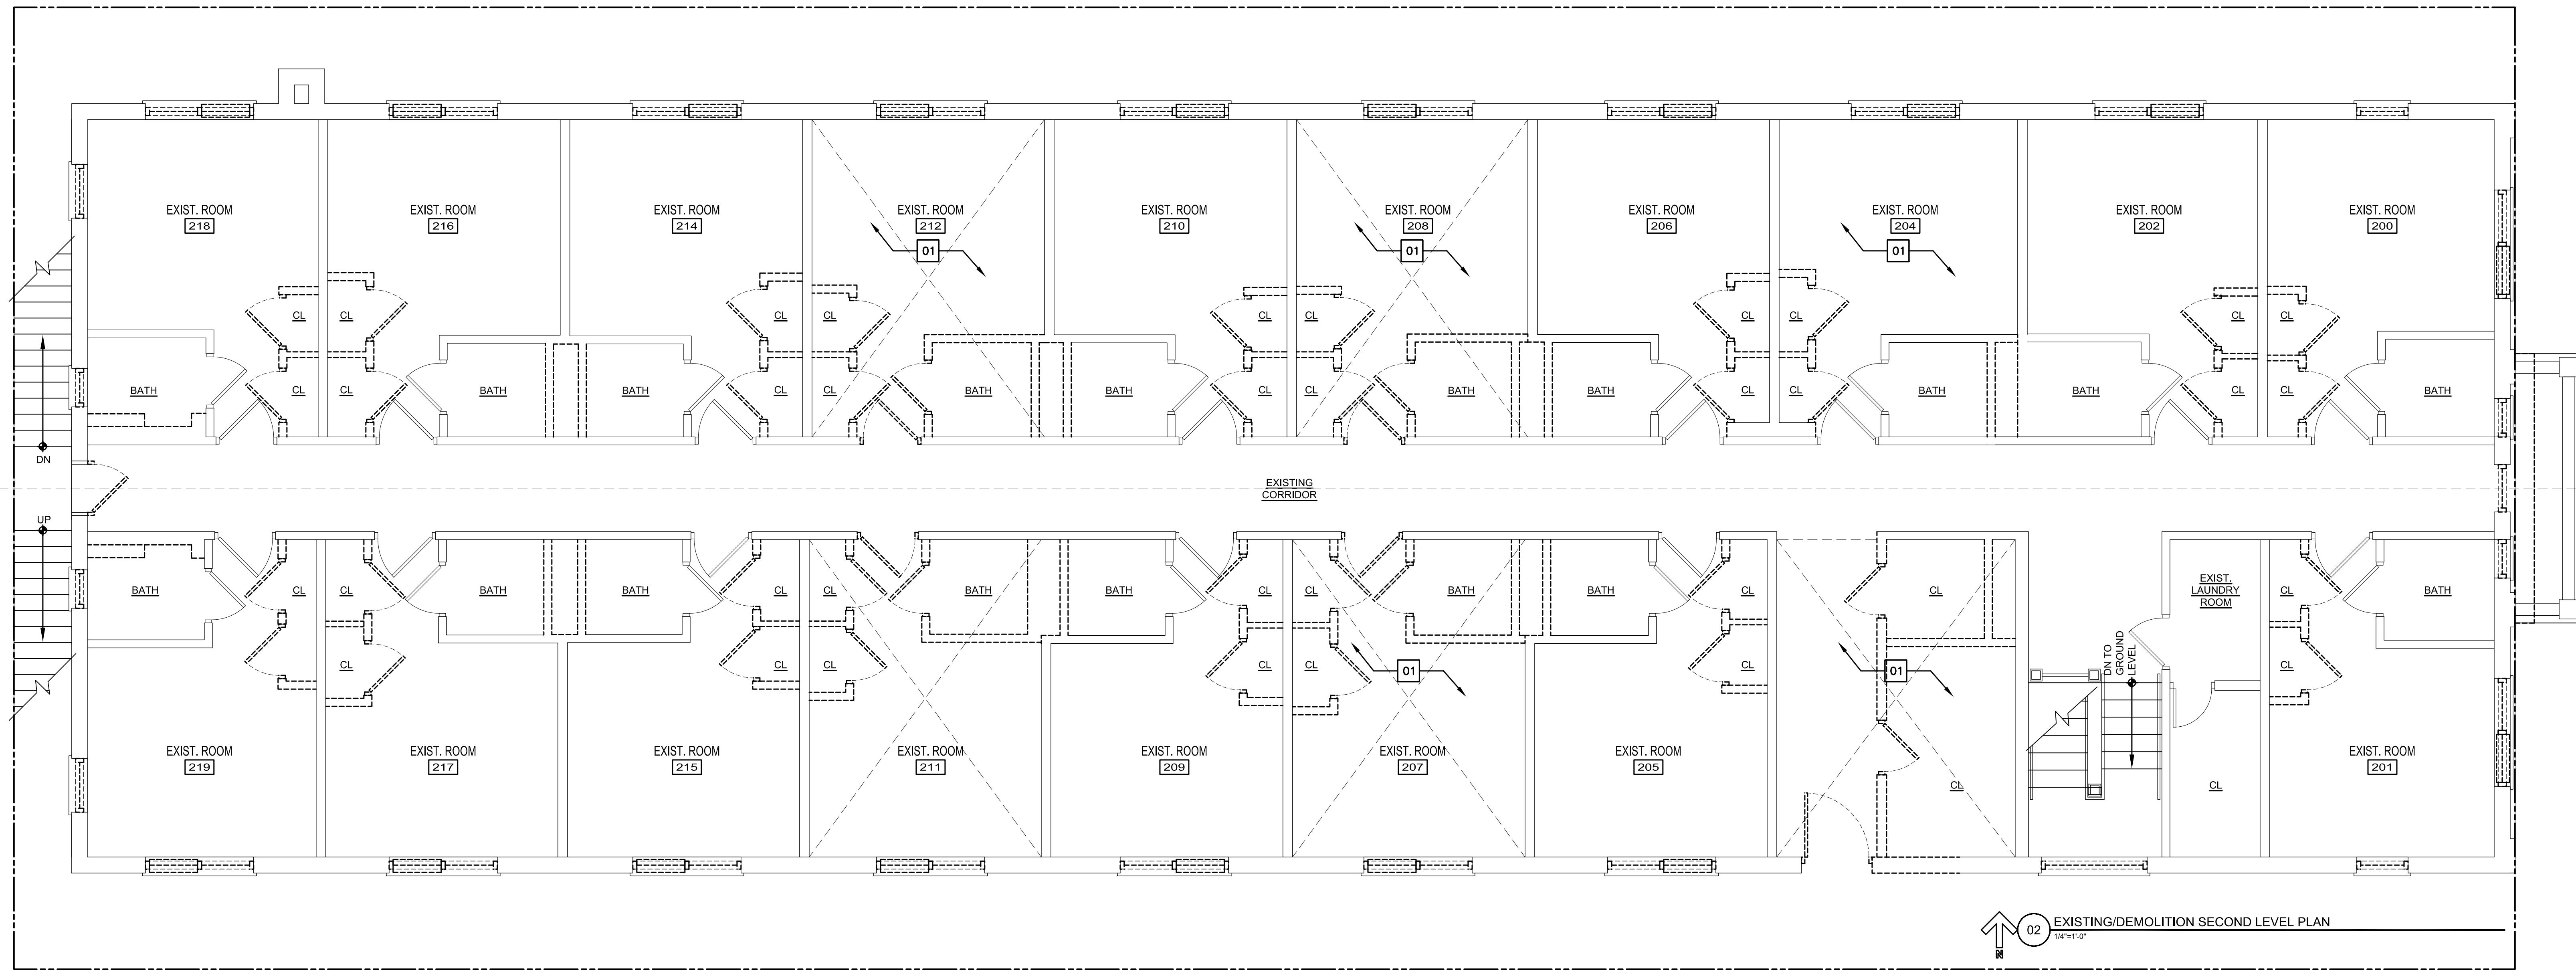 EXIST. ROOM
218
EXIST. ROOM
216
EXIST. ROOM
214
EXIST. ROOM
212
01
EXIST. ROOM
210
EXIST. ROOM
208
01
EXIST. ROOM
206
EXIST. ROOM
204
01
EXIST. ROOM
202
EXIST. ROOM
200
CL
CL
CL
CL
CL
CL
CL
CL
CL
CL
BATH
CL
CL
BATH
BATH
CL
CL
BATH
BATH
CL
CL
BATH
BATH
CL
CL
BATH
BATH
CL
CL
BATH
DN
EXISTING
CORRIDOR
UP
BATH
CL
CL
BATH
BATH
CL
CL
BATH
BATH
CL
CL
BATH
BATH
CL
CL
EXIST.
LAUNDRY
ROOM
CL
BATH
CL
CL
CL
CL
CL
CL
01
01
DN TO
GROUND
LEVEL
CL
EXIST. ROOM
219
EXIST. ROOM
217
EXIST. ROOM
215
EXIST. ROOM
211
EXIST. ROOM
209
EXIST. ROOM
207
EXIST. ROOM
205
CL
CL
EXIST. ROOM
201
N
02
EXISTING/DEMOLITION SECOND LEVEL PLAN
1/4"=1'-0"